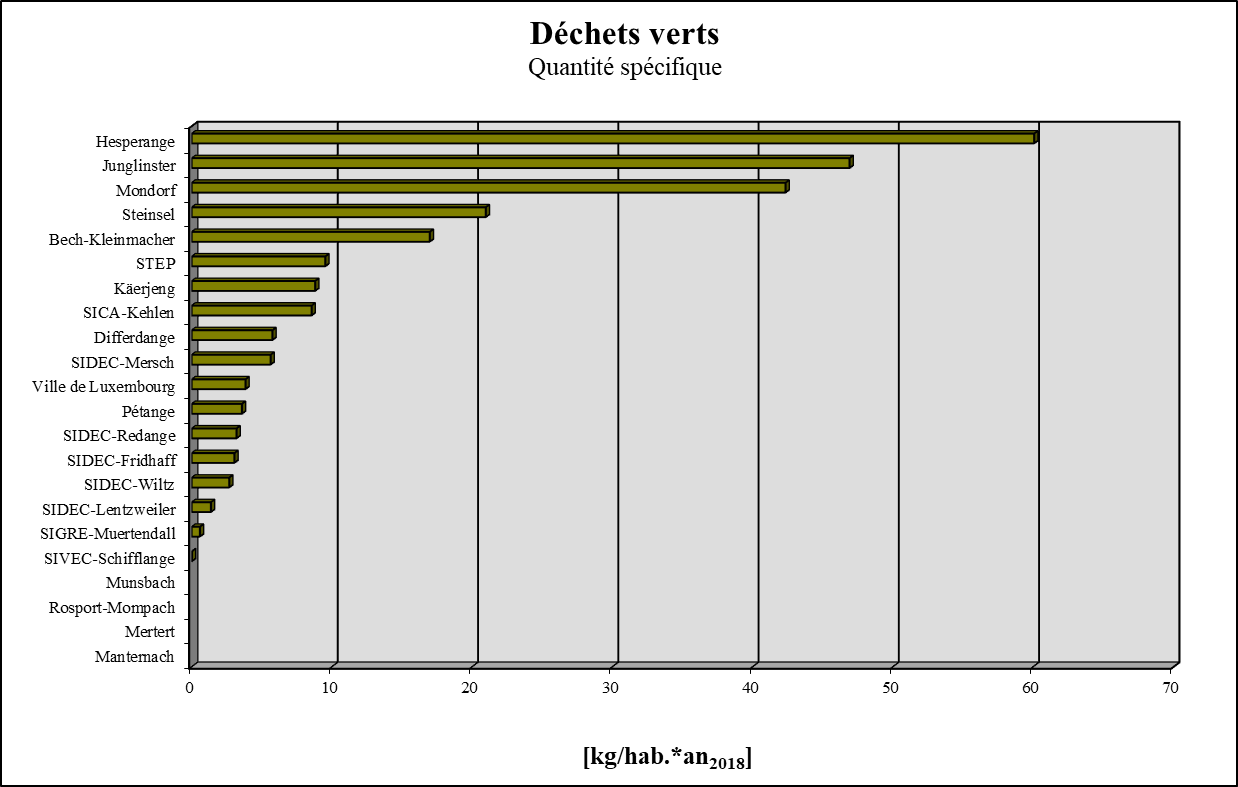 Déchets verts
Quantité spécifique
Hesperange
Junglinster
Mondorf
Steinsel
Bech-Kleinmacher
STEP
Käerjeng
SICA-Kehlen
Differdange
SIDEC-Mersch
Ville de Luxembourg
Pétange
SIDEC-Redange
SIDEC-Fridhaff
SIDEC-Wiltz
SIDEC-Lentzweiler
SIGRE-Muertendall
SIVEC-Schifflange
Munsbach
Rosport-Mompach
Mertert
Manternach
0 10 20 30 40 50 60 70
[kg/hab.*an2018]